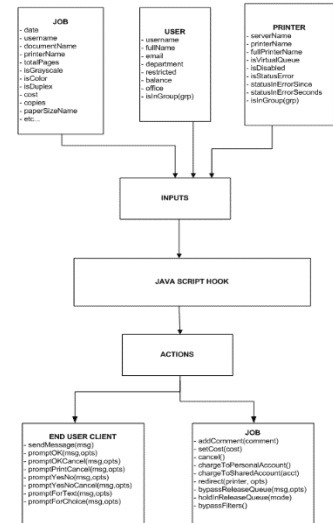 JOB
- date
- username
- documentName
- printerName
- totalPages
- isGrayscale
- isColor
- isDuplex
- cost
- copies
- paperSizeName
- etc...
USER
- username
- fullName
- email
- department
- restricted
- balance
- office
- isInGroup(grp)
PRINTER
- serverName
- printerName
- fullPrinterName
- isVirtualQueue
- isDisabled
- isStatusError
- statusInErrorSince
- statusInErrorSeconds
- isInGroup(grp)
INPUTS
JAVA SCRIPT HOOK
ACTIONS
END USER CLIENT
- sendMessage(msg)
- promptOK(msg,opts)
- promptOKCancel(msg,opts)
- promptPrintCancel(msg,opts)
- promptYesNo(msg,opts)
- promptYesNoCancel(msg,opts)
- promptForText(msg,opts)
- promptForChoice(msg,opts)
JOB
- addComment(comment)
- setCost(cost)
- cancel()
- chargeToPersonalAccount()
- chargeToSharedAccount(acct)
- redirect(printer, opts)
- bypassReleaseQueue(msg,opts)
- holdInReleaseQueue(mode)
- bypassFilters()